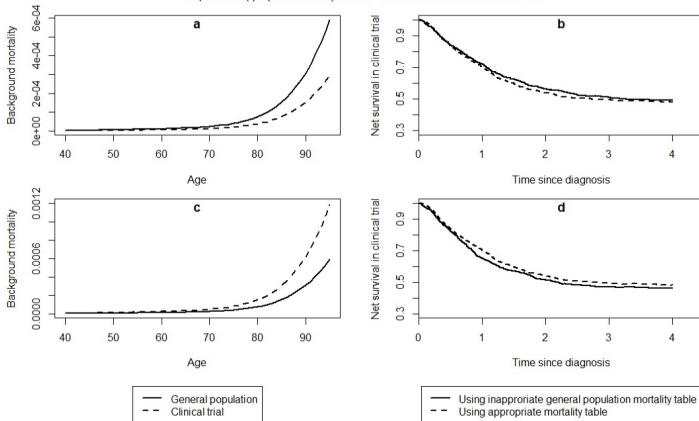 a
Background mortality
0e+00 2e-04 4e-04 6e-04
40 50 60 70 80 90
Age
b
Net survival in clinical trial
0.3 0.5 0.7 0.9
0 1 2 3 4
Time since diagnosis
c
Background mortality
0.0000 0.0006 0.0012
40 50 60 70 80 90
Age
d
Net survival in clinical trial
0.3 0.5 0.7 0.9
0 1 2 3 4
Time since diagnosis
General population
Clinical trial
Using inapproriate general population mortality table
Using appropriate mortality table